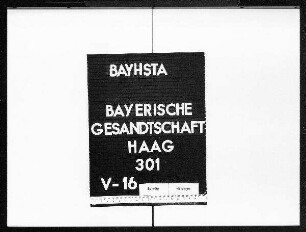 BAYHSTA
BAYERISCHE
GESANDTSCHAFT
HAAG
301
V-16